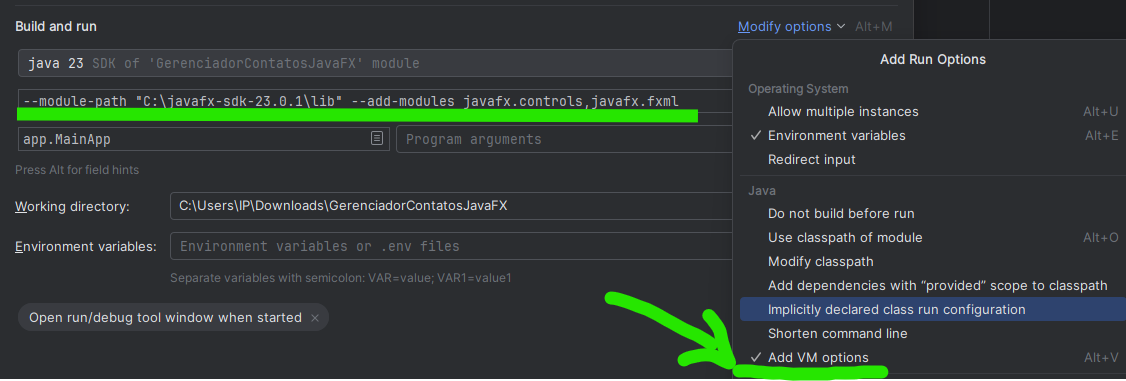 Build and run
Modify options Alt+M
java 23 SDK of 'GerenciadorContatosJavaFX' module
--module-path "C:\javafx-sdk-23.0.1\lib" --add-modules javafx.controls,javafx.fxml
app.MainApp
Program arguments
Press Alt for field hints
Working directory:
C:\Users\IP\Downloads\GerenciadorContatosJavaFX
Environment variables:
Environment variables or .env files
Separate variables with semicolon: VAR=value; VAR1=value1
Open run/debug tool window when started ×
Add Run Options
Operating System
Allow multiple instances Alt+U
Environment variables Alt+E
Redirect input
Java
Do not build before run
Use classpath of module Alt+O
Modify classpath
Add dependencies with “provided” scope to classpath
Implicitly declared class run configuration
Shorten command line
Add VM options Alt+V